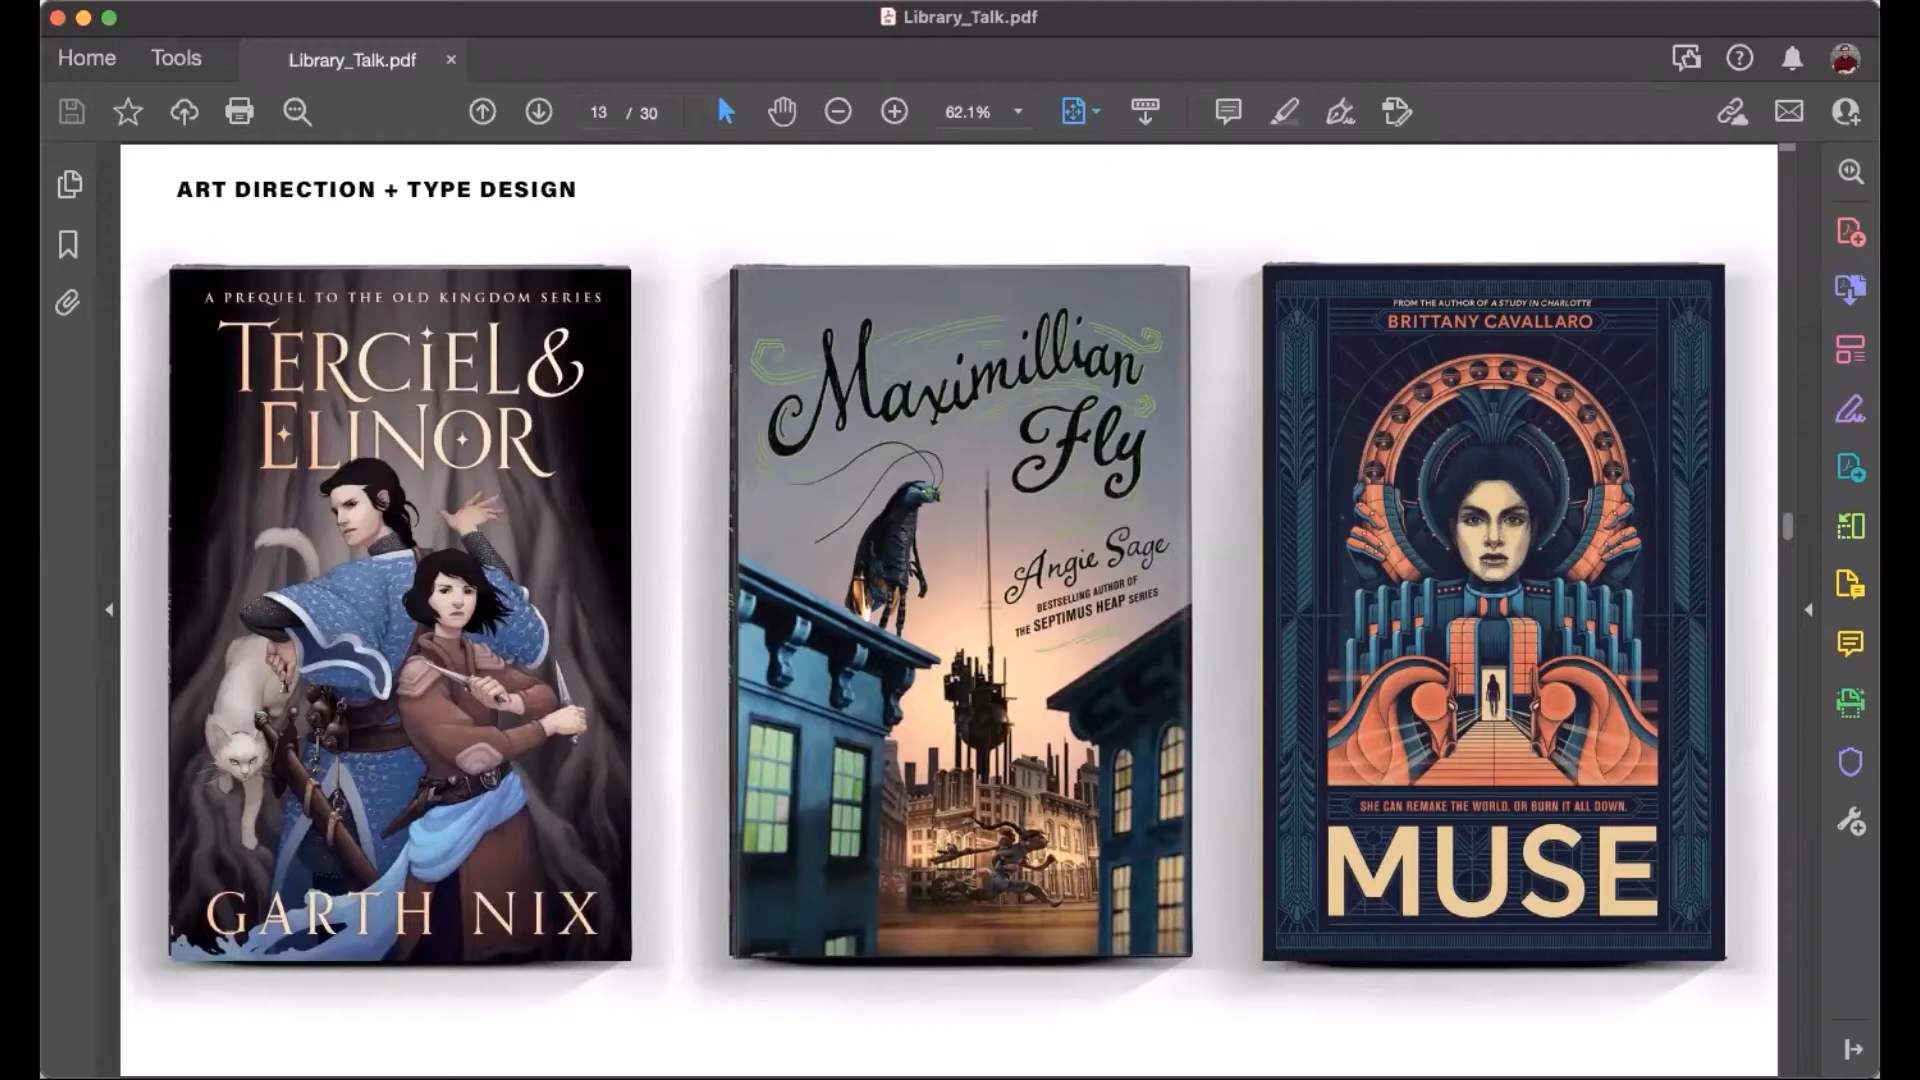 Library_Talk.pdf
Home
Tools
Library_Talk.pdf
13 / 30
62.1%
ART DIRECTION + TYPE DESIGN
A PREQUEL TO THE OLD KINGDOM SERIES
TERCiEL &
ELINOR
GARTH NIX
Maximillian
Fly
Angie Sage
BESTSELLING AUTHOR OF
THE SEPTIMUS HEAP SERIES
FROM THE AUTHOR OF A STUDY IN CHARLOTTE
BRITTANY CAVALLARO
SHE CAN REMAKE THE WORLD. OR BURN IT ALL DOWN.
MUSE